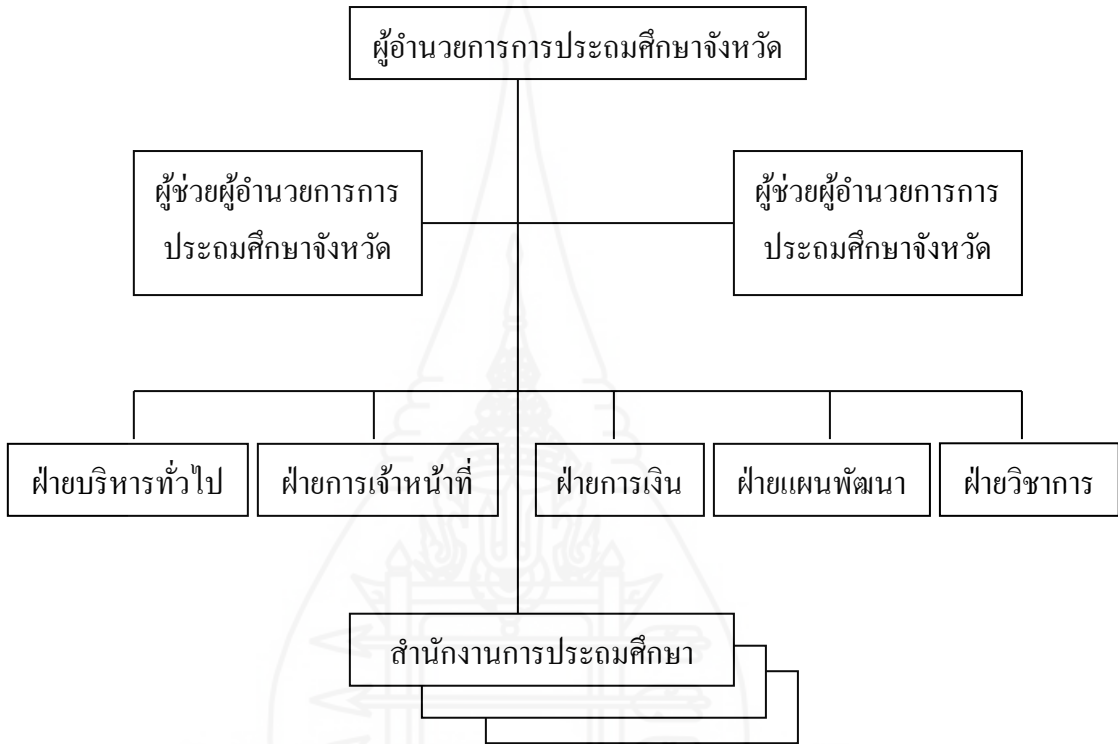 ผู้อำนวยการการประถมศึกษาจังหวัด
ผู้ช่วยผู้อำนวยการการ
ประถมศึกษาจังหวัด
ผู้ช่วยผู้อำนวยการการ
ประถมศึกษาจังหวัด
ฝ่ายบริหารทั่วไป
ฝ่ายการเจ้าหน้าที่
ฝ่ายการเงิน
ฝ่ายแผนพัฒนา
ฝ่ายวิชาการ
สำนักงานการประถมศึกษา